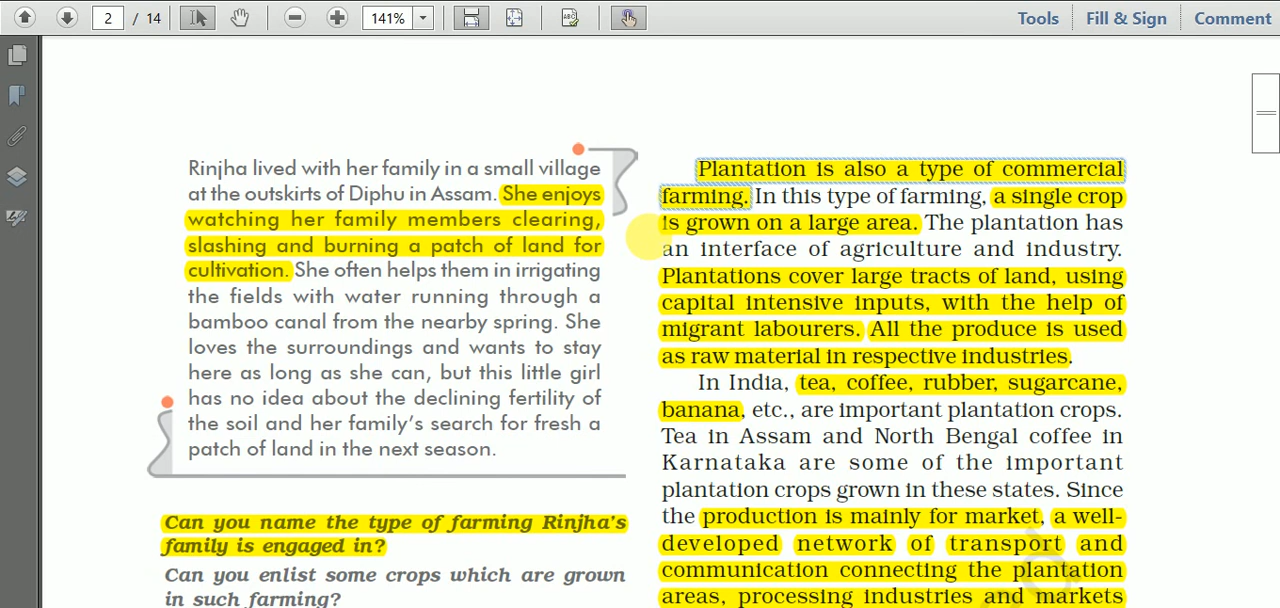 2 / 14
141%
Tools
Fill & Sign
Comment
Rinjha lived with her family in a small village
at the outskirts of Diphu in Assam. She enjoys
watching her family members clearing,
slashing and burning a patch of land for
cultivation. She often helps them in irrigating
the fields with water running through a
bamboo canal from the nearby spring. She
loves the surroundings and wants to stay
here as long as she can, but this little girl
has no idea about the declining fertility of
the soil and her family's search for fresh a
patch of land in the next season.
Can you name the type of farming Rinjha's
family is engaged in?
Can you enlist some crops which are grown
in such farming?
Plantation is also a type of commercial
farming. In this type of farming, a single crop
is grown on a large area. The plantation has
an interface of agriculture and industry.
Plantations cover large tracts of land, using
capital intensive inputs, with the help of
migrant labourers. All the produce is used
as raw material in respective industries.
In India, tea, coffee, rubber, sugarcane,
banana, etc., are important plantation crops.
Tea in Assam and North Bengal coffee in
Karnataka are some of the important
plantation crops grown in these states. Since
the production is mainly for market, a well-
developed network of transport and
communication connecting the plantation
areas, processing industries and markets